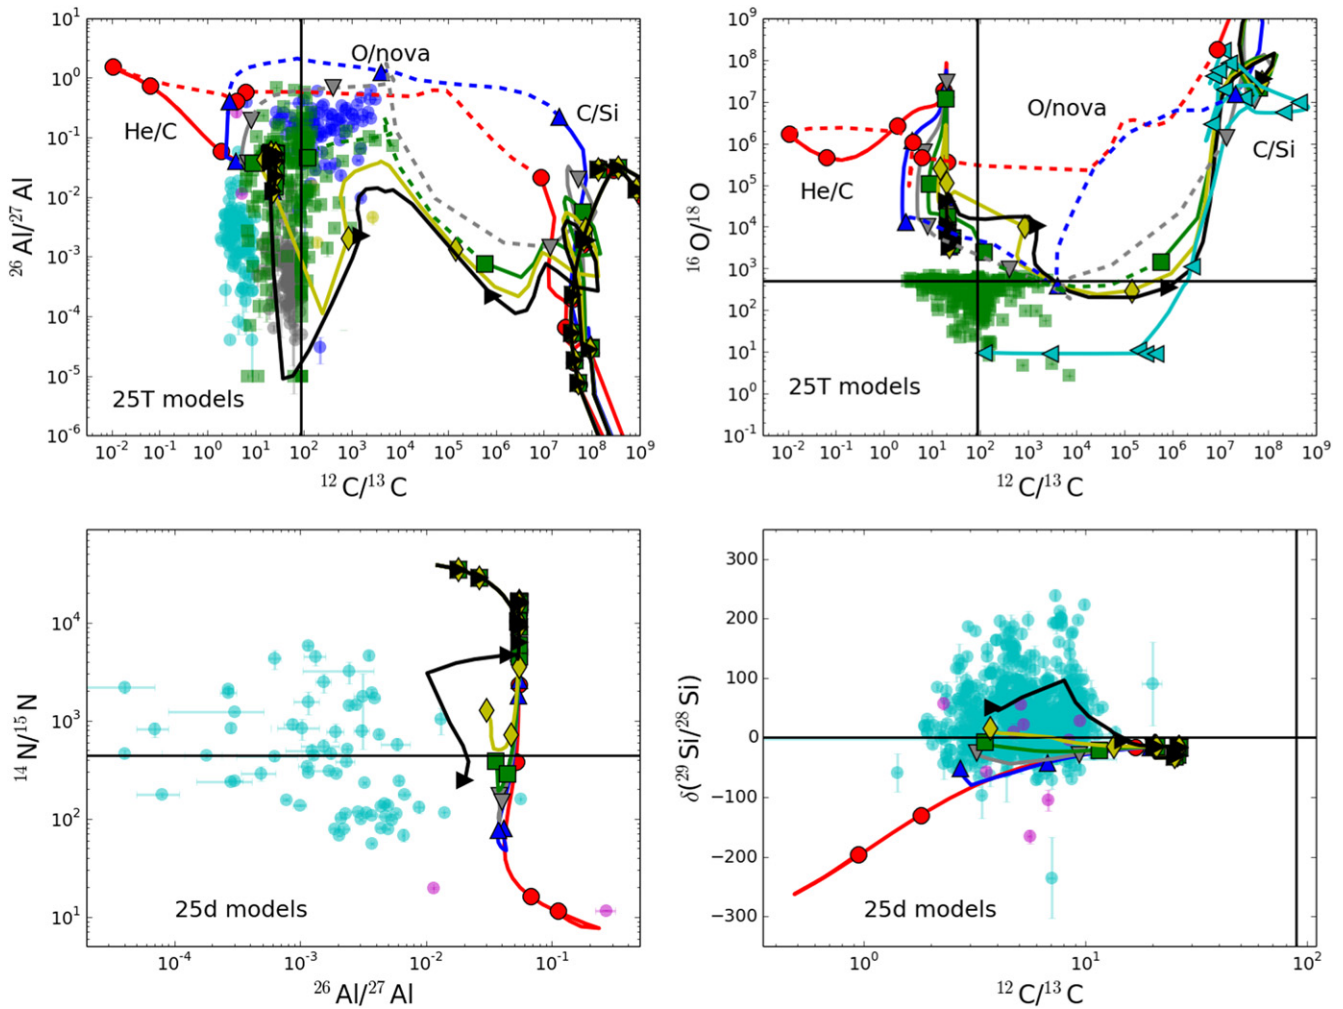 10^1
10^0
10^-1
10^-2
10^-3
10^-4
10^-5
10^-6
^26Al/^27Al
O/nova
He/C
C/Si
25T models
10^-2 10^-1 10^0 10^1 10^2 10^3 10^4 10^5 10^6 10^7 10^8 10^9
^12C/^13C
10^9
10^8
10^7
10^6
10^5
10^4
10^3
10^2
10^1
10^0
10^-1
^16O/^18O
O/nova
C/Si
He/C
25T models
10^-2 10^-1 10^0 10^1 10^2 10^3 10^4 10^5 10^6 10^7 10^8 10^9
^12C/^13C
10^4
10^3
10^2
10^1
^14N/^15N
25d models
10^-4 10^-3 10^-2 10^-1
^26Al/^27Al
300
200
100
0
−100
−200
−300
δ(^29Si/^28Si)
25d models
10^0 10^1 10^2
^12C/^13C